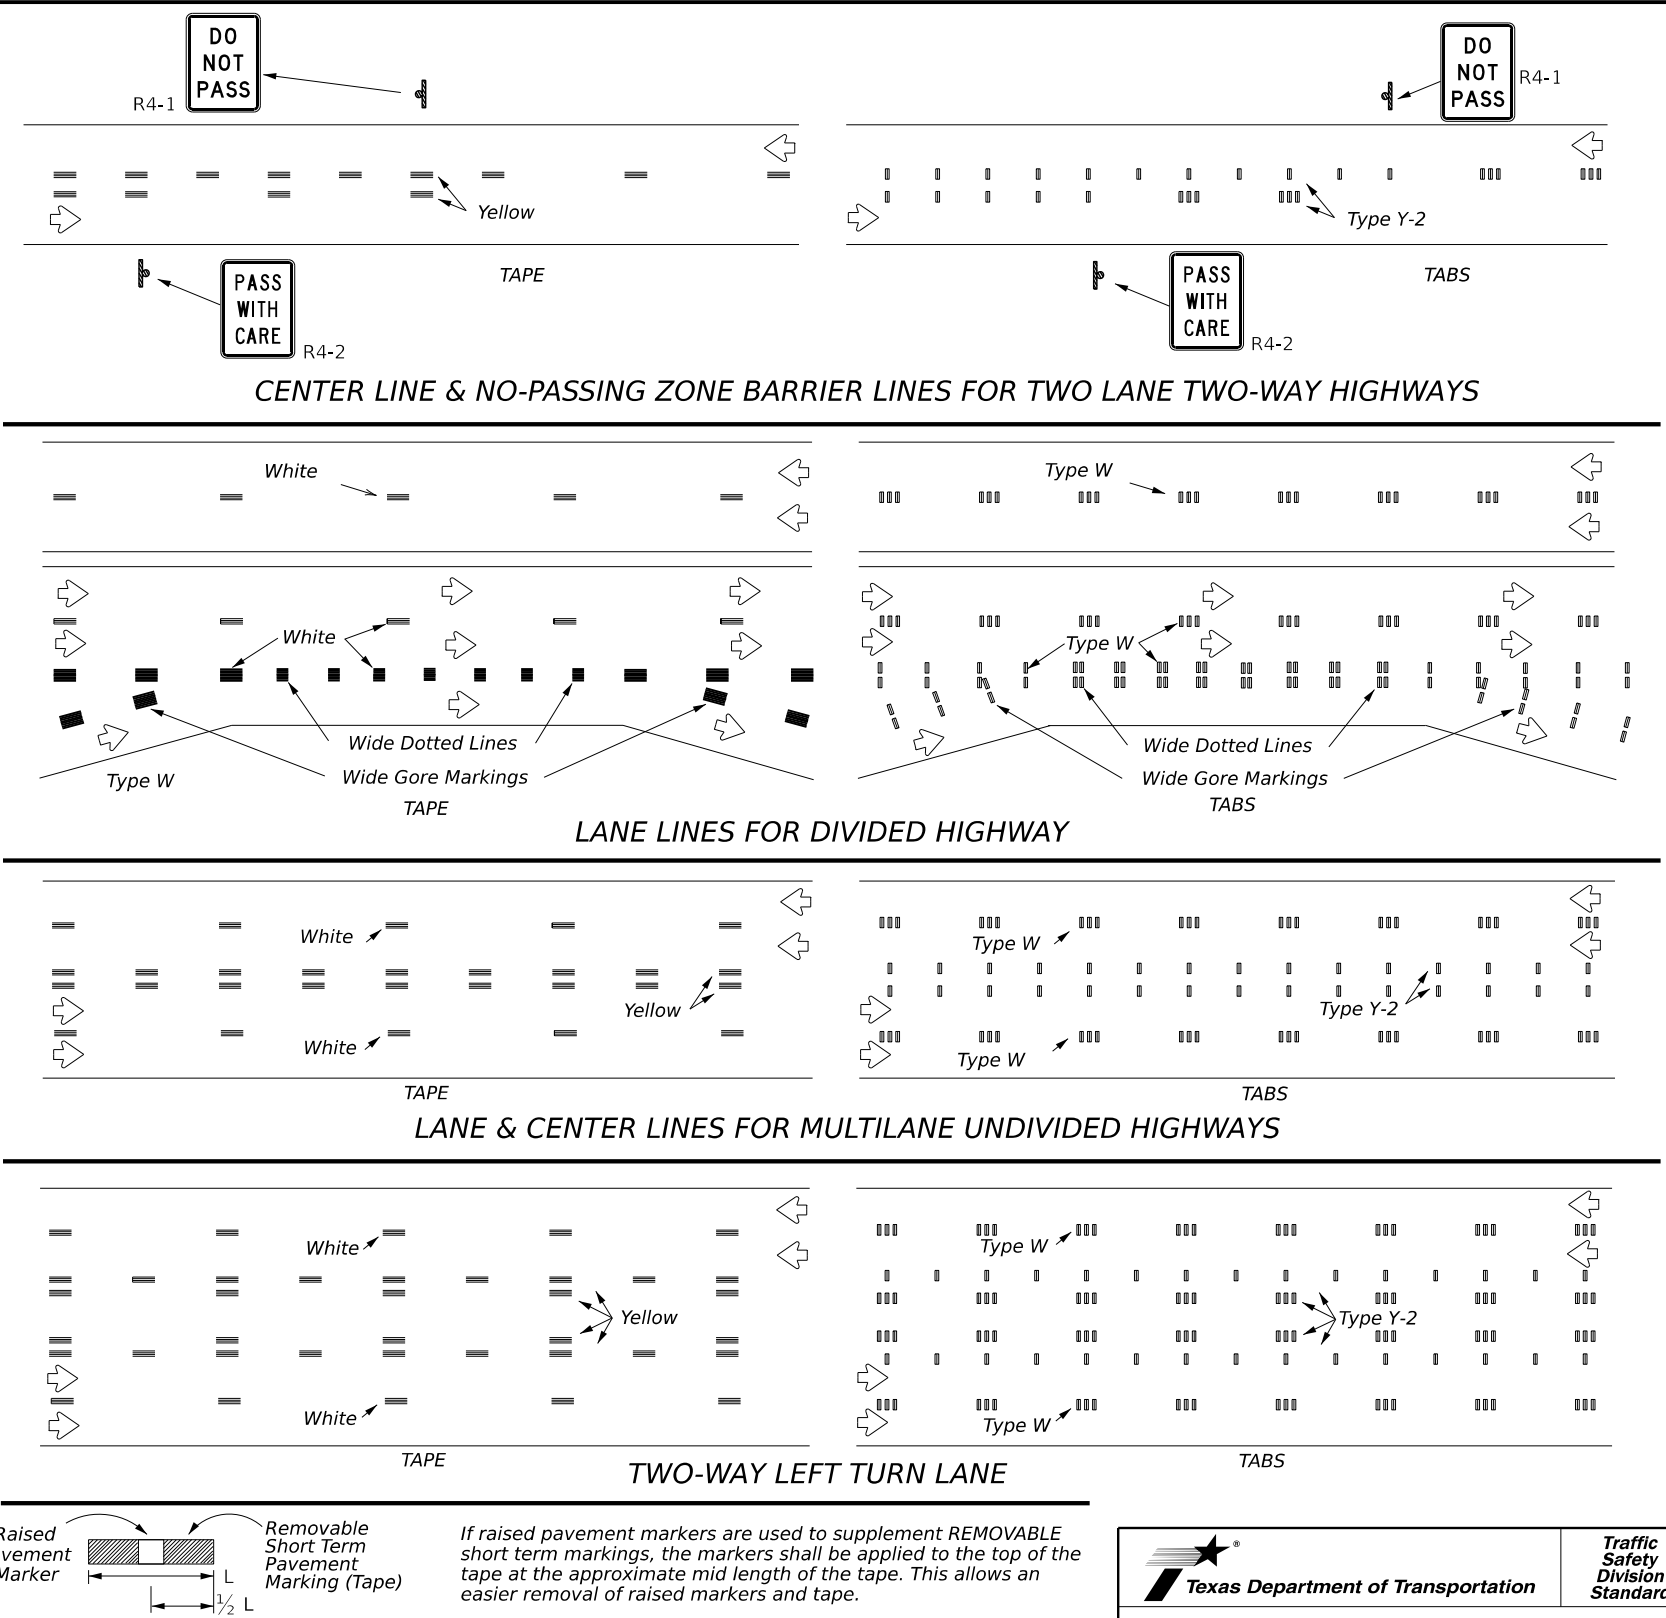 DO
NOT
PASS
R4-1
Yellow
TAPE
PASS
WITH
CARE
R4-2
DO
NOT
PASS
R4-1
Type Y-2
TABS
PASS
WITH
CARE
R4-2
CENTER LINE & NO-PASSING ZONE BARRIER LINES FOR TWO LANE TWO-WAY HIGHWAYS
White
White
Wide Dotted Lines
Wide Gore Markings
Type W
TAPE
Type W
Type W
Wide Dotted Lines
Wide Gore Markings
TABS
LANE LINES FOR DIVIDED HIGHWAY
White
Yellow
White
TAPE
Type W
Type Y-2
Type W
TABS
LANE & CENTER LINES FOR MULTILANE UNDIVIDED HIGHWAYS
White
Yellow
White
TAPE
Type W
Type Y-2
Type W
TABS
TWO-WAY LEFT TURN LANE
Raised
vement
Marker
L
1/2 L
Removable
Short Term
Pavement
Marking (Tape)
If raised pavement markers are used to supplement REMOVABLE
short term markings, the markers shall be applied to the top of the
tape at the approximate mid length of the tape. This allows an
easier removal of raised markers and tape.
®
Texas Department of Transportation
Traffic
Safety
Division
Standard